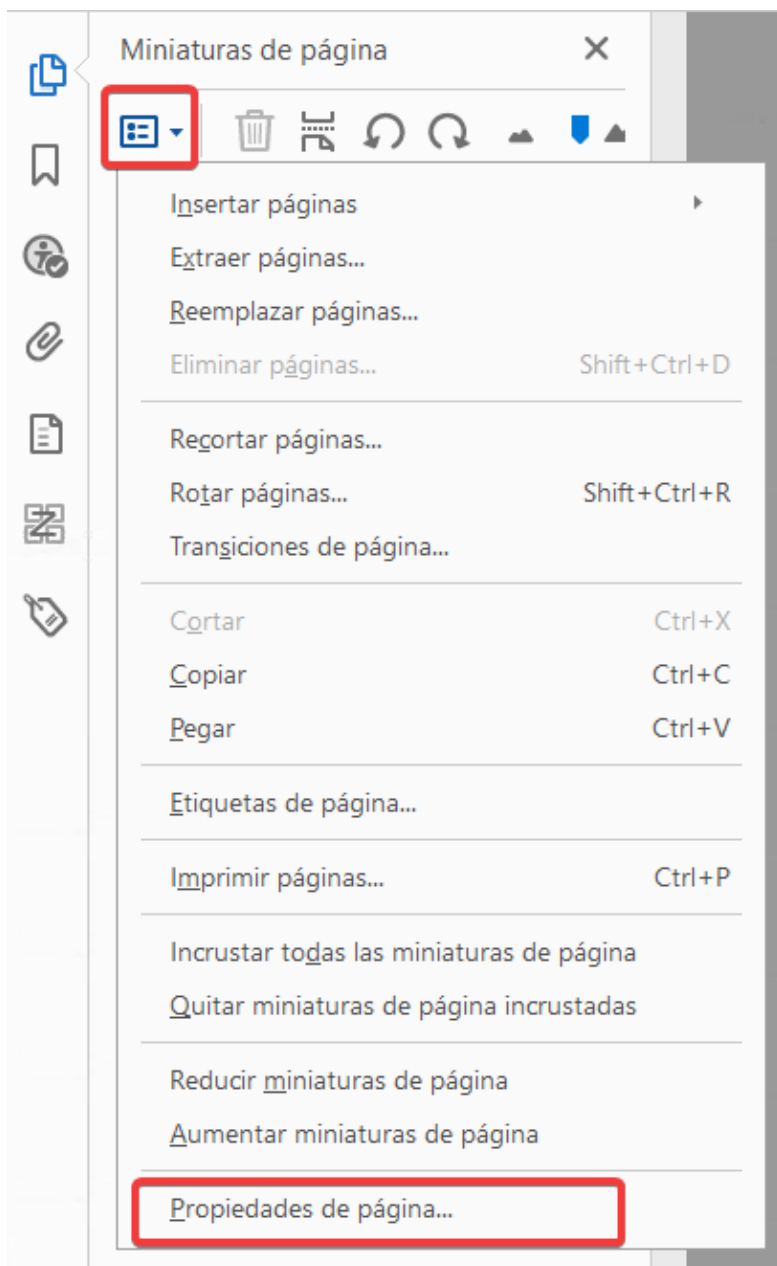 Miniaturas de página
Insertar páginas
Extraer páginas...
Reemplazar páginas...
Eliminar páginas... Shift+Ctrl+D
Recortar páginas...
Rotar páginas... Shift+Ctrl+R
Transiciones de página...
Cortar Ctrl+X
Copiar Ctrl+C
Pegar Ctrl+V
Etiquetas de página...
Imprimir páginas... Ctrl+P
Incrustar todas las miniaturas de página
Quitar miniaturas de página incrustadas
Reducir miniaturas de página
Aumentar miniaturas de página
Propiedades de página...